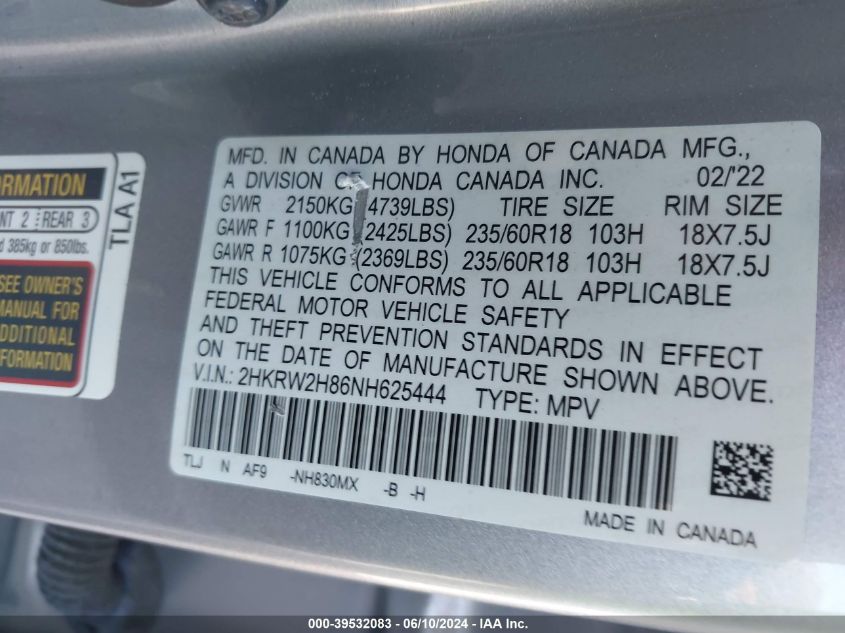 ORMATION
NT 2 REAR 3
d 385kg or 850lbs.
SEE OWNER'S
MANUAL FOR
ADDITIONAL
NFORMATION
TLA A1
MFD. IN CANADA BY HONDA OF CANADA MFG.,
A DIVISION OF HONDA CANADA INC. 02/'22
GVWR 2150KG (4739LBS) TIRE SIZE RIM SIZE
GAWR F 1100KG (2425LBS) 235/60R18 103H 18X7.5J
GAWR R 1075KG (2369LBS) 235/60R18 103H 18X7.5J
THIS VEHICLE CONFORMS TO ALL APPLICABLE
FEDERAL MOTOR VEHICLE SAFETY
AND THEFT PREVENTION STANDARDS IN EFFECT
ON THE DATE OF MANUFACTURE SHOWN ABOVE.
V.I.N.: 2HKRW2H86NH625444 TYPE: MPV
TLJ N AF9 -NH830MX -B -H
MADE IN CANADA
000-39532083 - 06/10/2024 - IAA Inc.